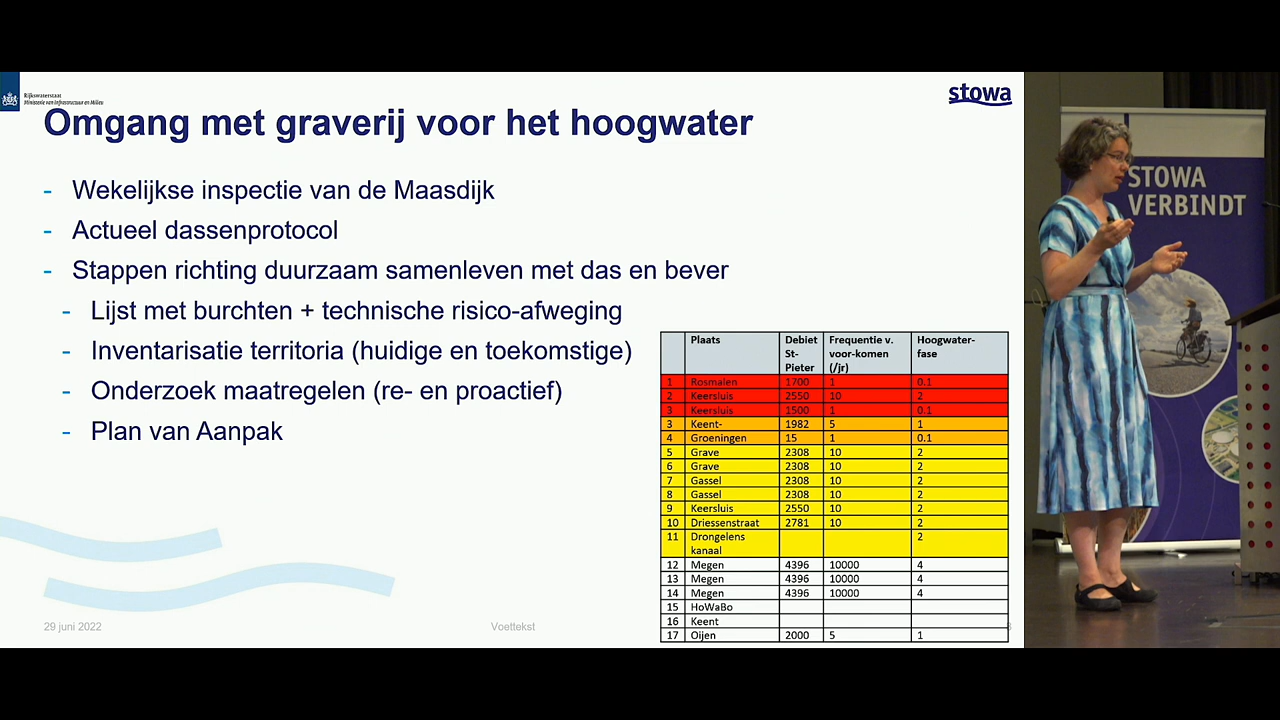 Rijkswaterstaat
Ministerie van Infrastructuur en Milieu
stowa
Omgang met graverij voor het hoogwater
- Wekelijkse inspectie van de Maasdijk
- Actueel dassenprotocol
- Stappen richting duurzaam samenleven met das en bever
- Lijst met burchten + technische risico-afweging
- Inventarisatie territoria (huidige en toekomstige)
- Onderzoek maatregelen (re- en proactief)
- Plan van Aanpak
Plaats Debiet St-Pieter Frequentie v. voor-komen (/jr) Hoogwater-fase
1 Rosmalen 1700 1 0.1
2 Keersluis 2550 10 2
3 Keersluis 1500 1 0.1
3 Keent- 1982 5 1
4 Groeningen 15 1 0.1
5 Grave 2308 10 2
6 Grave 2308 10 2
7 Gassel 2308 10 2
8 Gassel 2308 10 2
9 Keersluis 2550 10 2
10 Driessenstraat 2781 10 2
11 Drongelens kanaal 2
12 Megen 4396 10000 4
13 Megen 4396 10000 4
14 Megen 4396 10000 4
15 HoWaBo
16 Keent
17 Oijen 2000 5 1
29 juni 2022
Voettekst
3
STOWA
VERBINDT